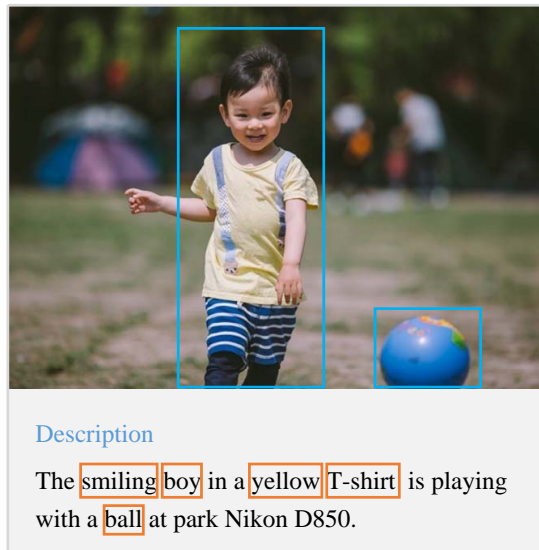 Description
The smiling boy in a yellow T-shirt is playing
with a ball at park Nikon D850.